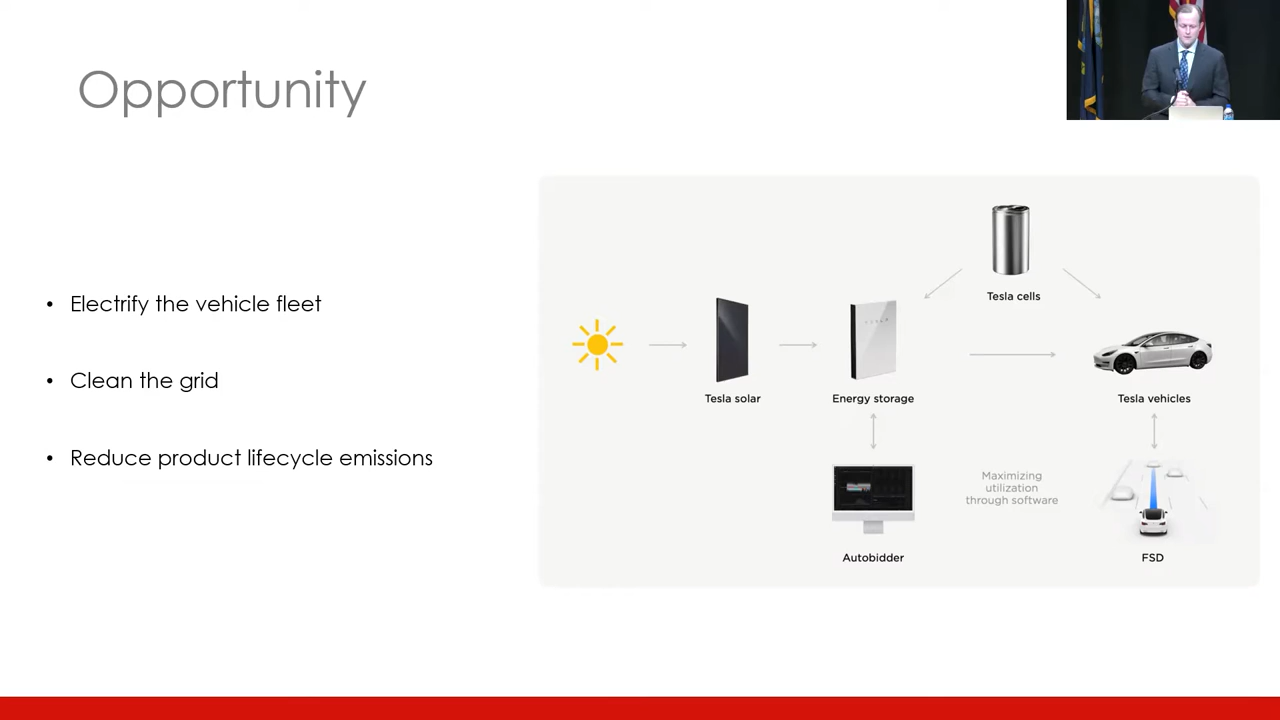 Opportunity
• Electrify the vehicle fleet
• Clean the grid
• Reduce product lifecycle emissions
Tesla cells
Tesla solar
Energy storage
Tesla vehicles
Maximizing
utilization
through software
Autobidder
FSD